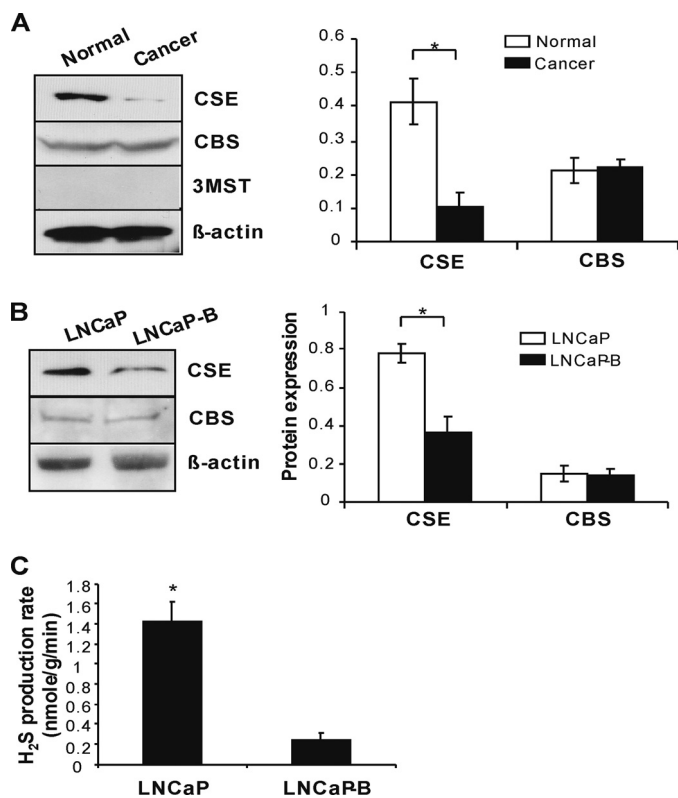 A
Normal
Cancer
CSE
CBS
3MST
ß-actin
Normal
Cancer
*
0.6
0.5
0.4
0.3
0.2
0.1
0
CSE
CBS
B
LNCaP
LNCaP-B
CSE
CBS
ß-actin
LNCaP
LNCaP-B
*
Protein expression
1
0.8
0.6
0.4
0.2
0
CSE
CBS
C
H₂S production rate
(nmole/g/min)
1.8
1.6
1.4
1.2
1
0.8
0.6
0.4
0.2
0
*
LNCaP
LNCaP-B